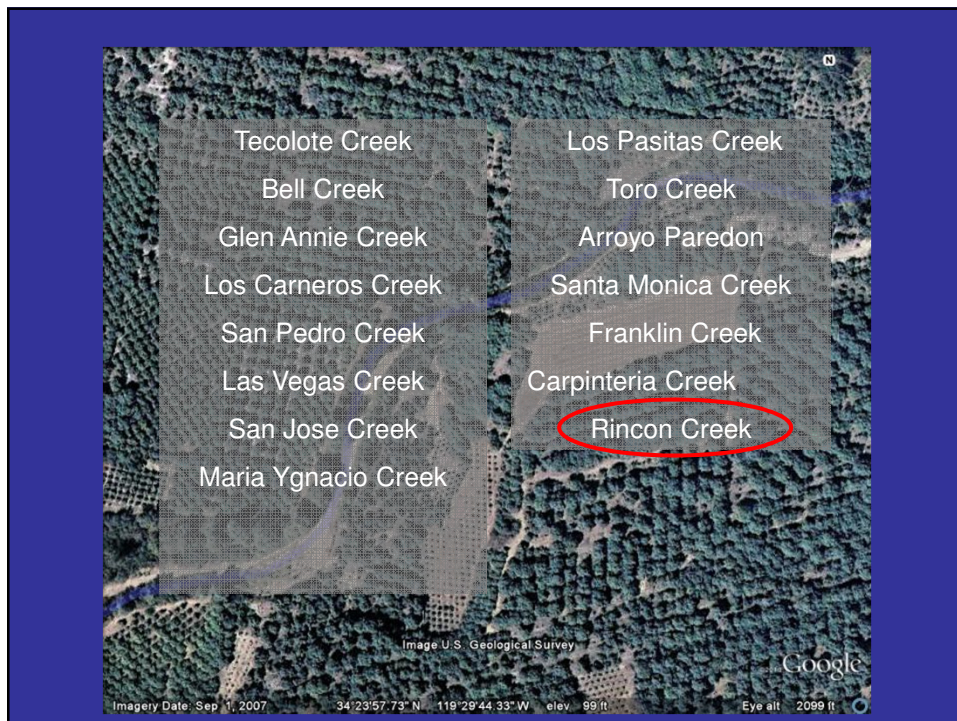 N
Tecolote Creek
Bell Creek
Glen Annie Creek
Los Carneros Creek
San Pedro Creek
Las Vegas Creek
San Jose Creek
Maria Ygnacio Creek
Los Pasitas Creek
Toro Creek
Arroyo Paredon
Santa Monica Creek
Franklin Creek
Carpinteria Creek
Rincon Creek
Image U.S. Geological Survey
Google
Imagery Date: Sep 1, 2007 34°23'57.73" N 119°29'44.33" W elev 99 ft Eye alt 2099 ft